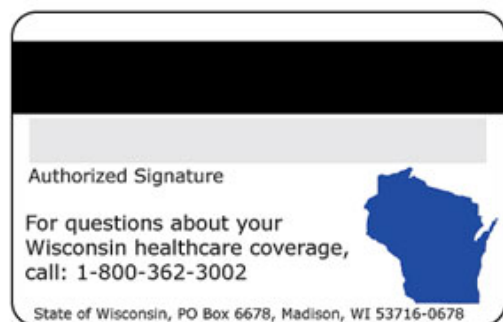 Authorized Signature
For questions about your
Wisconsin healthcare coverage,
call: 1-800-362-3002
State of Wisconsin, PO Box 6678, Madison, WI 53716-0678